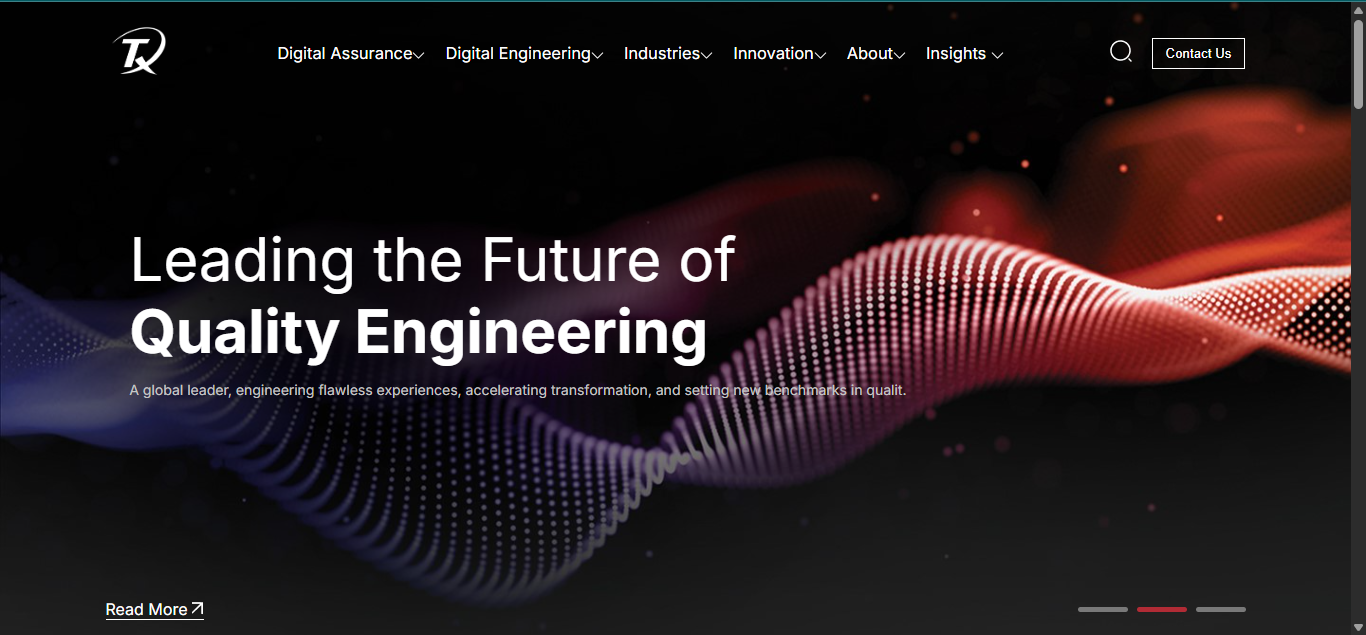 TQ
Digital Assurance Digital Engineering Industries Innovation About Insights Contact Us
Leading the Future of
Quality Engineering
A global leader, engineering flawless experiences, accelerating transformation, and setting new benchmarks in qualit.
Read More